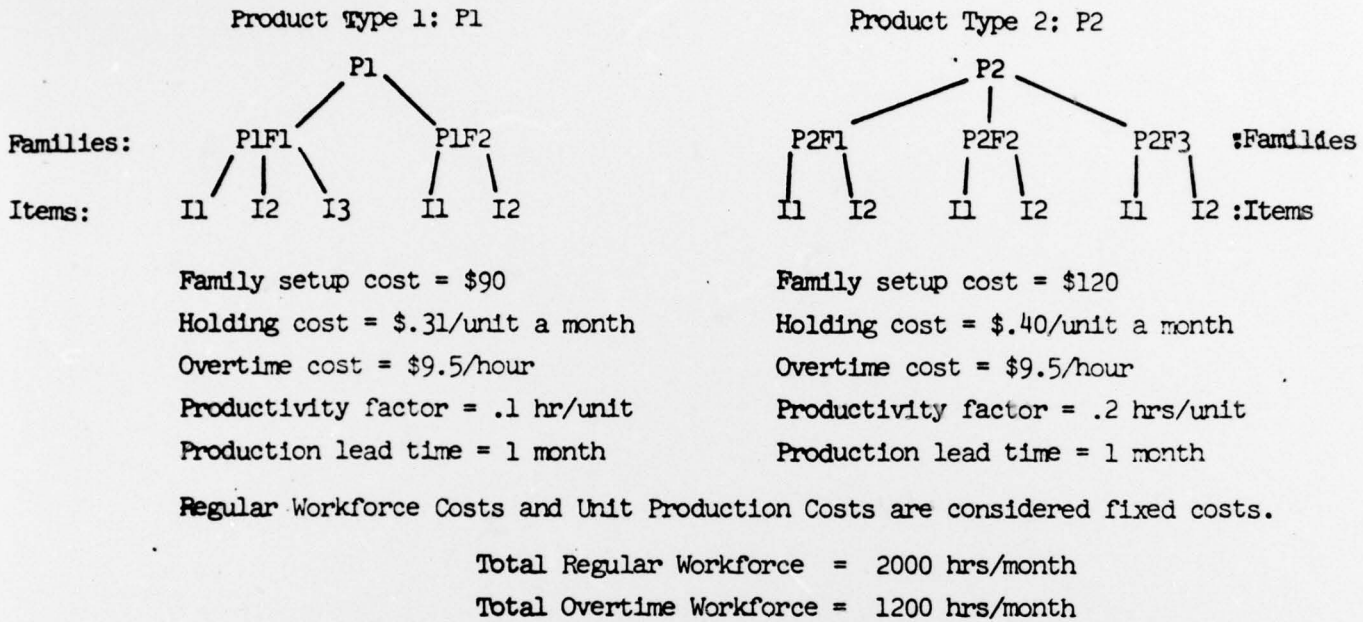 Product Type 1: P1 Product Type 2: P2
P1 P2
Families: P1F1 P1F2 P2F1 P2F2 P2F3 :Famildes
Items: I1 I2 I3 I1 I2 I1 I2 I1 I2 I1 I2 :Items
Family setup cost = $90 Family setup cost = $120
Holding cost = $.31/unit a month Holding cost = $.40/unit a month
Overtime cost = $9.5/hour Overtime cost = $9.5/hour
Productivity factor = .1 hr/unit Productivity factor = .2 hrs/unit
Production lead time = 1 month Production lead time = 1 month
Regular Workforce Costs and Unit Production Costs are considered fixed costs.
Total Regular Workforce = 2000 hrs/month
Total Overtime Workforce = 1200 hrs/month